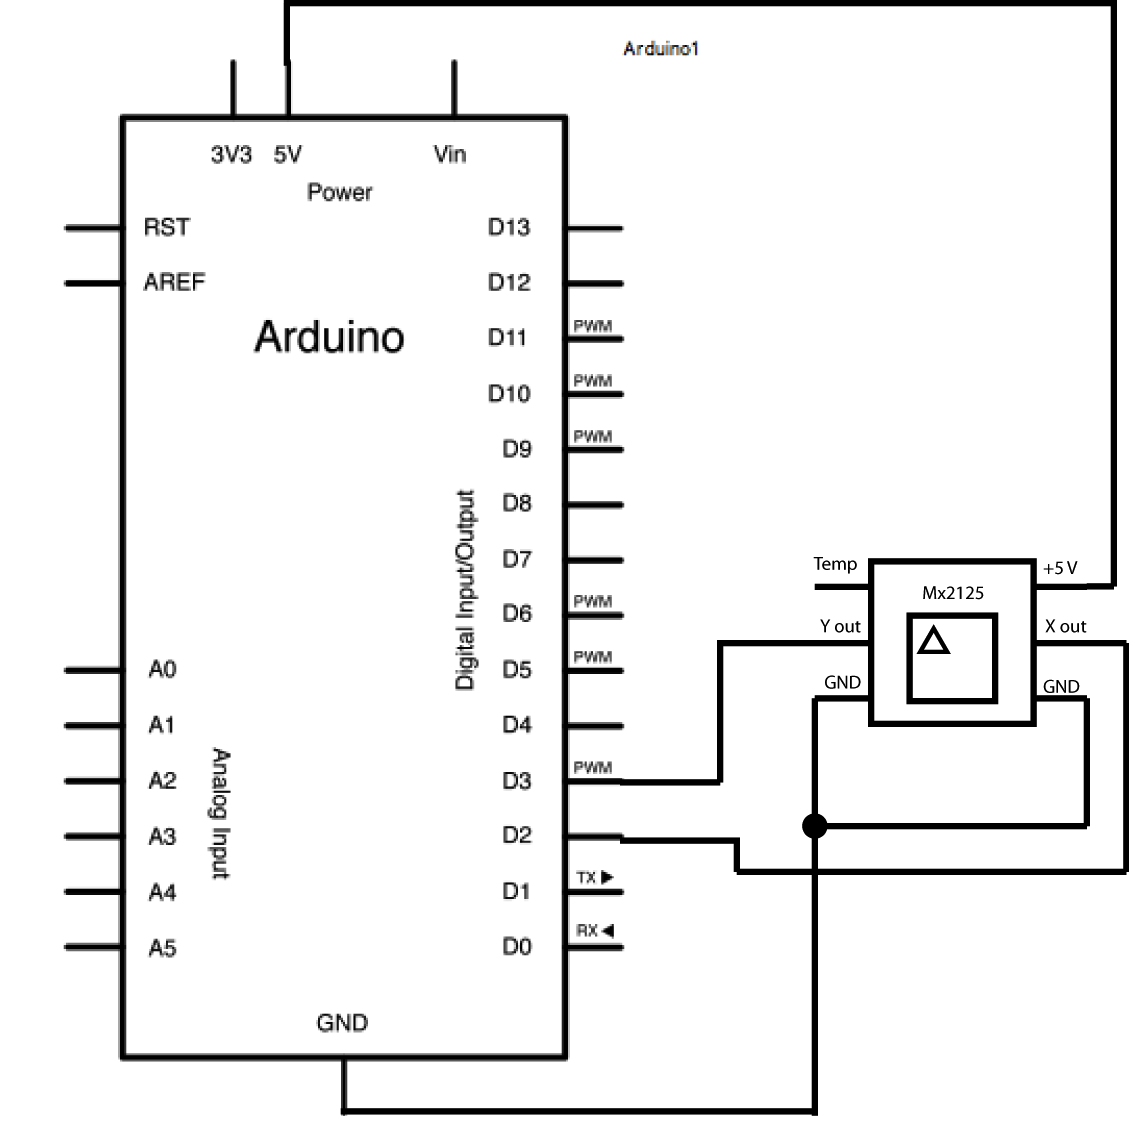 Arduino1
3V3 5V Vin
Power
RST D13
AREF D12
Arduino
PWM
D11
PWM
D10
PWM
D9
D8
D7
PWM
D6
PWM
A0 D5
A1 D4
PWM
A2 D3
A3 D2
TX ▶
A4 D1
RX ◀
A5 D0
Digital Input/Output
Analog Input
GND
Temp +5 V
Mx2125
Y out X out
GND GND